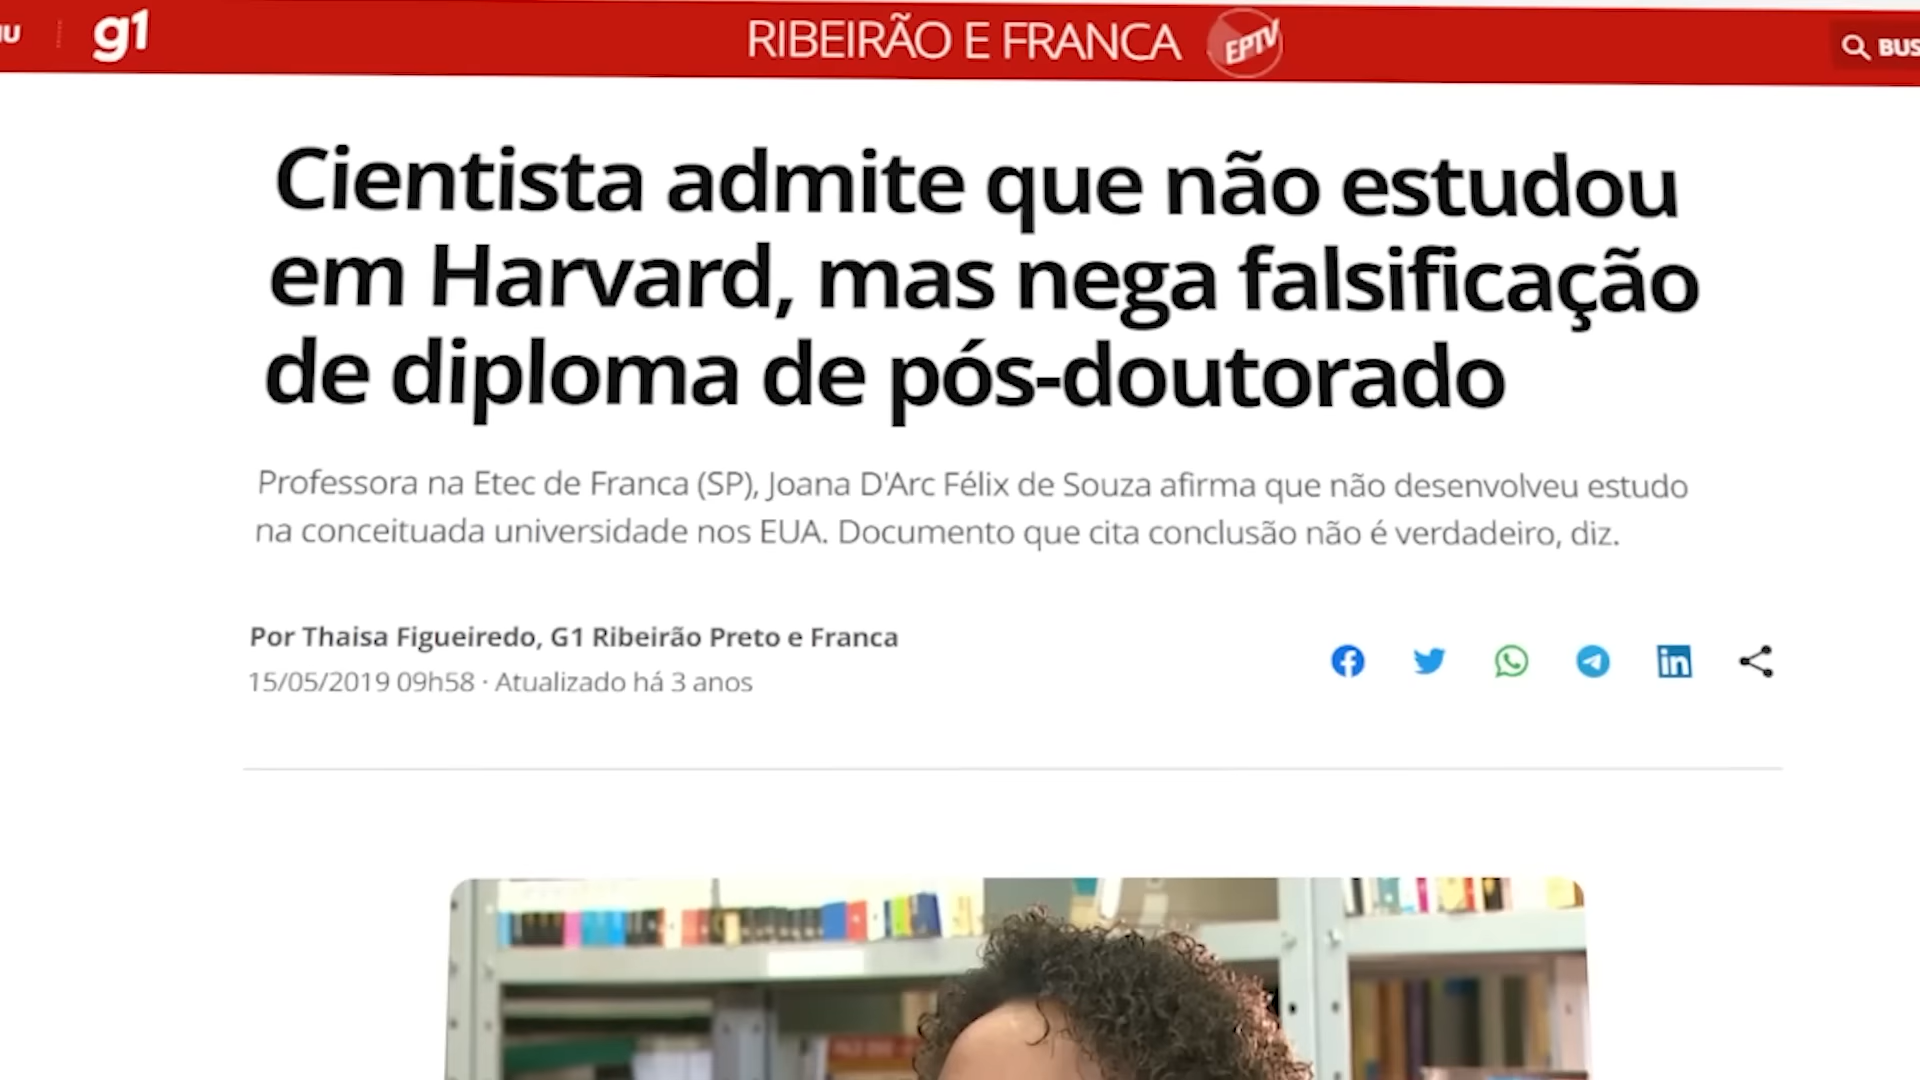 g1
RIBEIRÃO E FRANCA
EPTV
Cientista admite que não estudou
em Harvard, mas nega falsificação
de diploma de pós-doutorado
Professora na Etec de Franca (SP), Joana D'Arc Félix de Souza afirma que não desenvolveu estudo
na conceituada universidade nos EUA. Documento que cita conclusão não é verdadeiro, diz.
Por Thaisa Figueiredo, G1 Ribeirão Preto e Franca
15/05/2019 09h58 · Atualizado há 3 anos
in